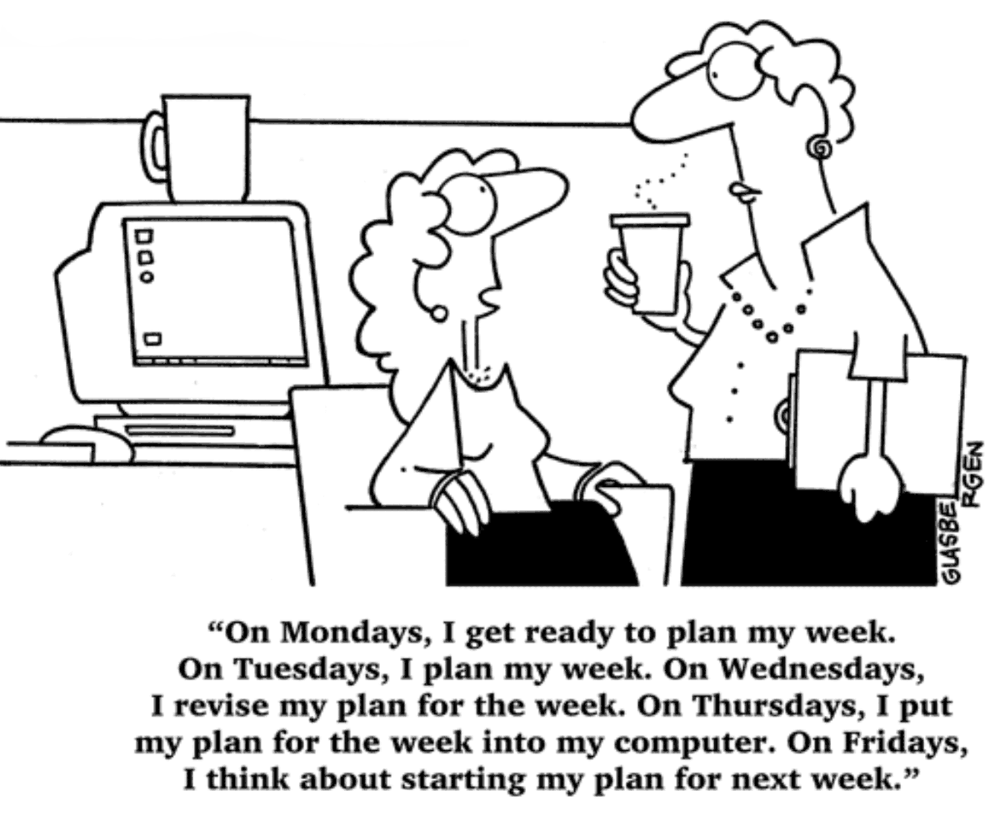 GLASBE
RGEN
“On Mondays, I get ready to plan my week.
On Tuesdays, I plan my week. On Wednesdays,
I revise my plan for the week. On Thursdays, I put
my plan for the week into my computer. On Fridays,
I think about starting my plan for next week.”